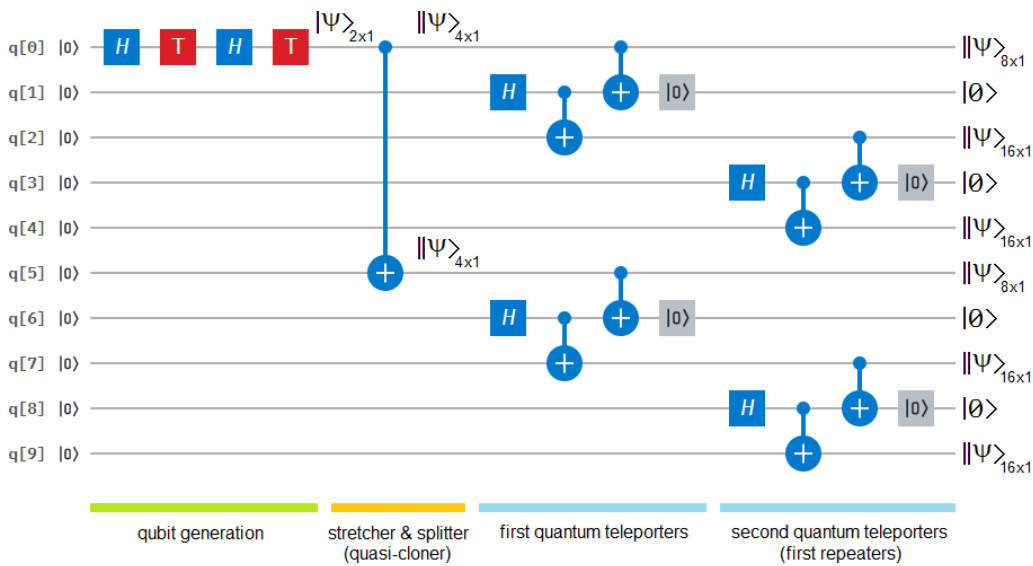 |Ψ⟩2x1 ‖Ψ⟩4x1
q[0] |0⟩ H T H T ‖Ψ⟩8x1
q[1] |0⟩ H |0⟩ |0⟩
q[2] |0⟩ ‖Ψ⟩16x1
q[3] |0⟩ H |0⟩ |0⟩
q[4] |0⟩ ‖Ψ⟩16x1
‖Ψ⟩4x1
q[5] |0⟩ ‖Ψ⟩8x1
q[6] |0⟩ H |0⟩ |0⟩
q[7] |0⟩ ‖Ψ⟩16x1
q[8] |0⟩ H |0⟩ |0⟩
q[9] |0⟩ ‖Ψ⟩16x1
qubit generation
stretcher & splitter
(quasi-cloner)
first quantum teleporters
second quantum teleporters
(first repeaters)